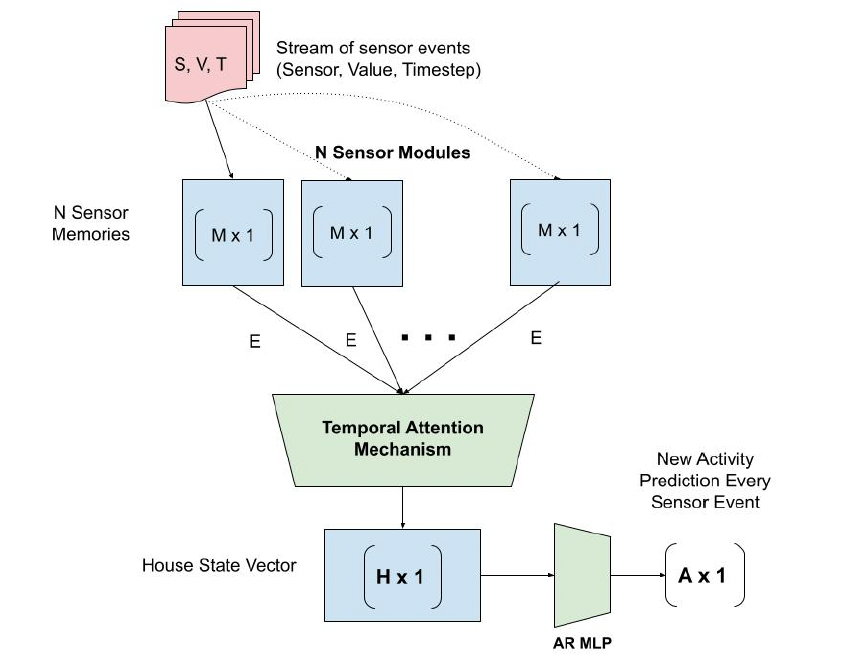 S, V, T
Stream of sensor events
(Sensor, Value, Timestep)
N Sensor Modules
N Sensor
Memories
M x 1
M x 1
M x 1
E
E
. . .
E
Temporal Attention
Mechanism
New Activity
Prediction Every
Sensor Event
House State Vector
H x 1
A x 1
AR MLP